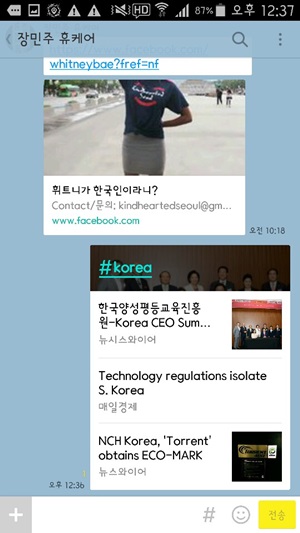 HD 87% 오후 12:37
장민주 휴케어
https://www.facebook.com/
whitneybae?fref=nf
휘트니가 한국인이라니?
Contact/문의: kindheartedseoul@gm...
www.facebook.com
오전 10:18
#korea
한국양성평등교육진흥
원-Korea CEO Sum...
뉴시스와이어
Technology regulations isolate
S. Korea
매일경제
NCH Korea, 'Torrent'
obtains ECO-MARK
뉴스와이어
오후 12:36
#
전송